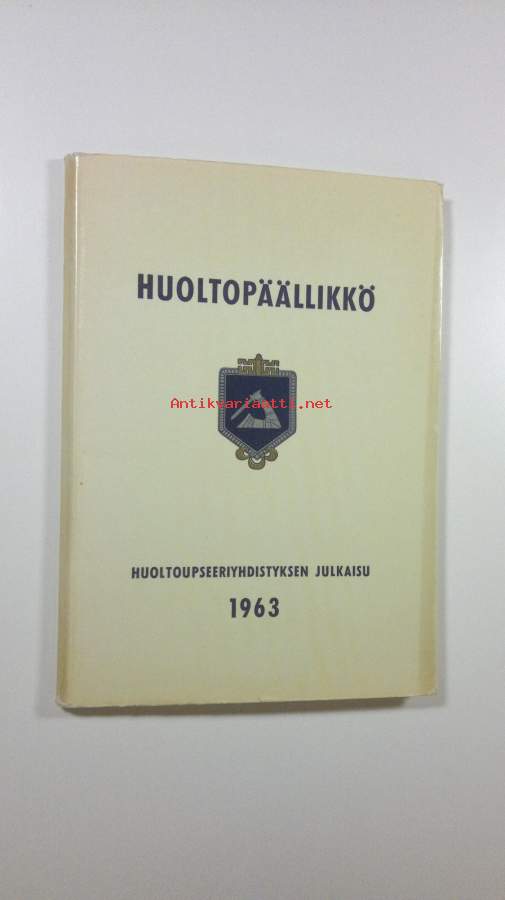 HUOLTOPÄÄLLIKKÖ
Antikvariaatti.net
HUOLTOUPSEERIYHDISTYKSEN JULKAISU
1963